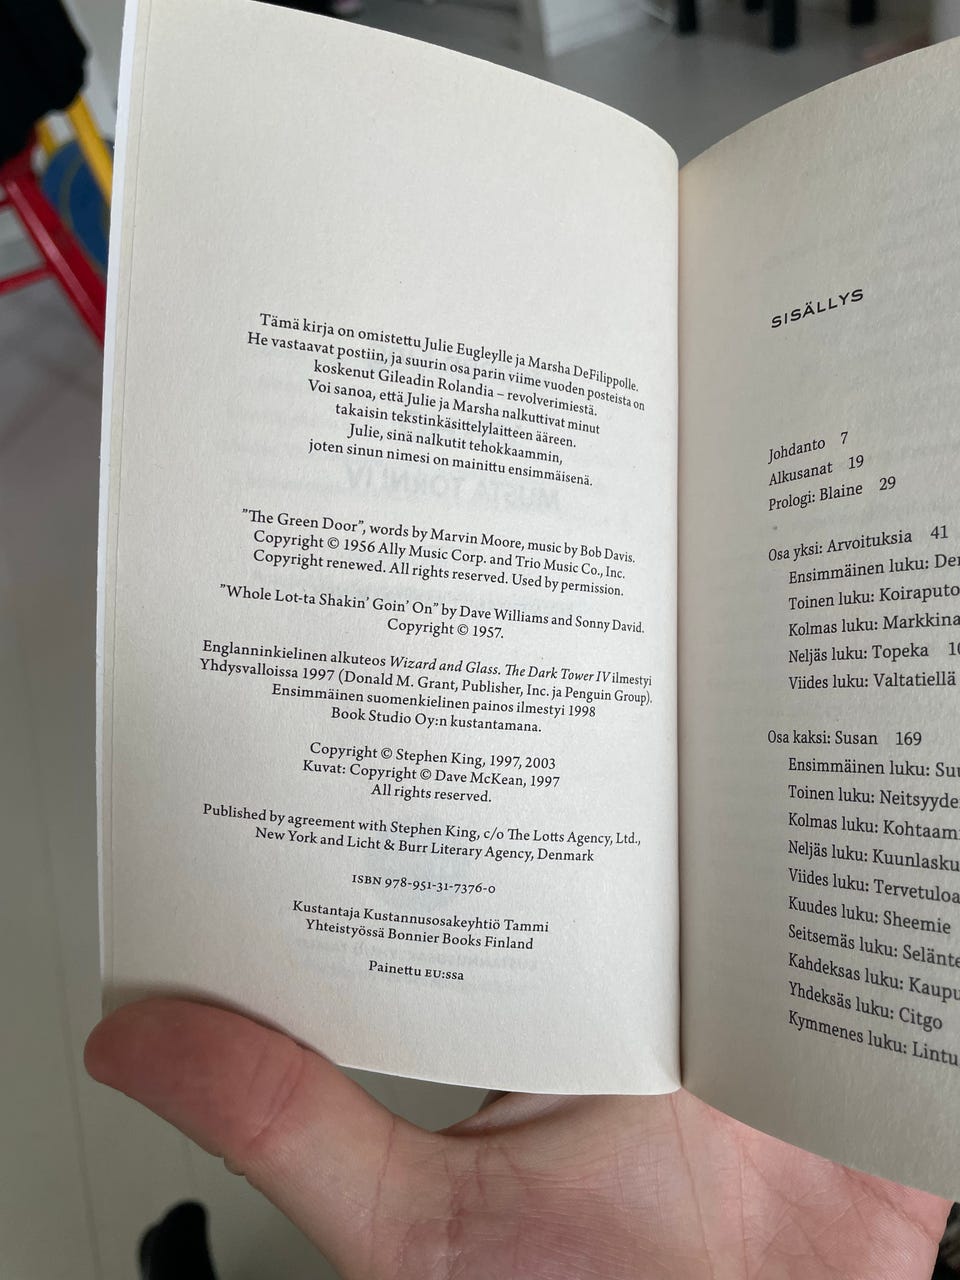 Tämä kirja on omistettu Julie Eugleylle ja Marsha DeFilippolle.
He vastaavat postiin, ja suurin osa parin viime vuoden posteista on
koskenut Gileadin Rolandia – revolverimiestä.
Voi sanoa, että Julie ja Marsha nalkuttivat minut
takaisin tekstinkäsittelylaitteen ääreen.
Julie, sinä nalkutit tehokkaammin,
joten sinun nimesi on mainittu ensimmäisenä.
”The Green Door”, words by Marvin Moore, music by Bob Davis.
Copyright © 1956 Ally Music Corp. and Trio Music Co., Inc.
Copyright renewed. All rights reserved. Used by permission.
”Whole Lot-ta Shakin’ Goin’ On” by Dave Williams and Sonny David.
Copyright © 1957.
Englanninkielinen alkuteos Wizard and Glass. The Dark Tower IV ilmestyi
Yhdysvalloissa 1997 (Donald M. Grant, Publisher, Inc. ja Penguin Group).
Ensimmäinen suomenkielinen painos ilmestyi 1998
Book Studio Oy:n kustantamana.
Copyright © Stephen King, 1997, 2003
Kuvat: Copyright © Dave McKean, 1997
All rights reserved.
Published by agreement with Stephen King, c/o The Lotts Agency, Ltd.,
New York and Licht & Burr Literary Agency, Denmark
ISBN 978-951-31-7376-0
Kustantaja Kustannusosakeyhtiö Tammi
Yhteistyössä Bonnier Books Finland
Painettu EU:ssa
SISÄLLYS
Johdanto 7
Alkusanat 19
Prologi: Blaine 29
Osa yksi: Arvoituksia 41
Ensimmäinen luku: De
Toinen luku: Koiraputo
Kolmas luku: Markkina
Neljäs luku: Topeka
Viides luku: Valtatiellä
Osa kaksi: Susan 169
Ensimmäinen luku: Suu
Toinen luku: Neitsyyde
Kolmas luku: Kohtaam
Neljäs luku: Kuunlasku
Viides luku: Tervetuloa
Kuudes luku: Sheemie
Seitsemäs luku: Selänte
Kahdeksas luku: Kaupu
Yhdeksäs luku: Citgo
Kymmenes luku: Lintu